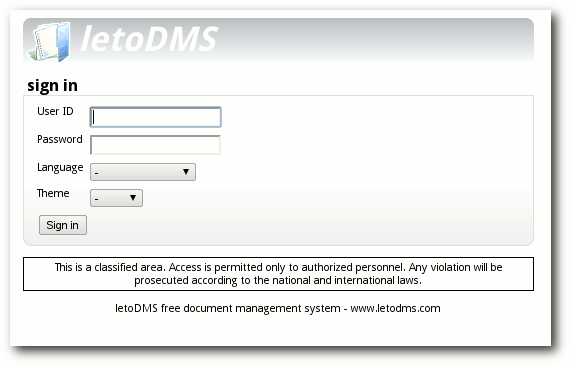 letoDMS
sign in
User ID
Password
Language -
Theme -
Sign in
This is a classified area. Access is permitted only to authorized personnel. Any violation will be
prosecuted according to the national and international laws.
letoDMS free document management system - www.letodms.com